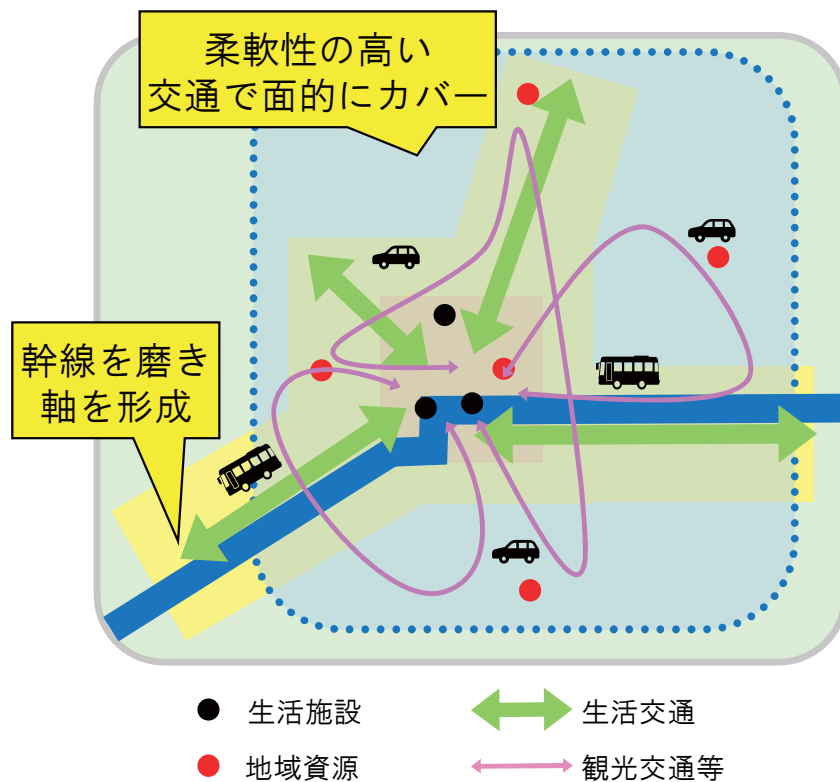 柔軟性の高い
交通で面的にカバー
幹線を磨き
軸を形成
生活施設
生活交通
地域資源
観光交通等